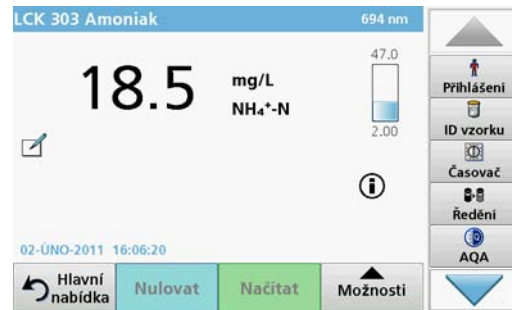 LCK 303 Amoniak
694 nm
18.5
mg/L
NH₄⁺-N
47.0
2.00
02-ÚNO-2011 16:06:20
Hlavní
nabídka
Nulovat
Načítat
Možnosti
Přihlášení
ID vzorku
Časovač
Ředění
AQA